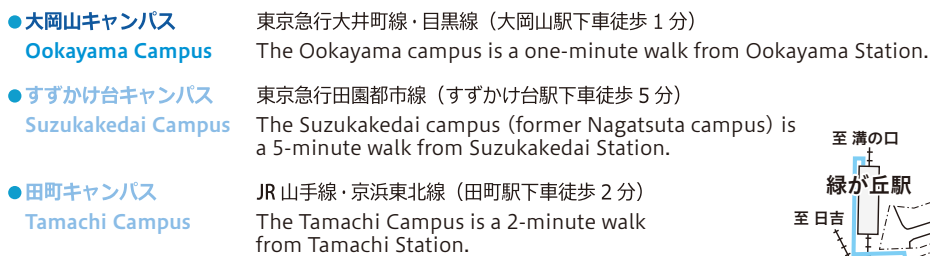 ●大岡山キャンパス 東京急行大井町線・目黒線（大岡山駅下車徒歩 1 分）
Ookayama Campus The Ookayama campus is a one-minute walk from Ookayama Station.
●すずかけ台キャンパス 東京急行田園都市線（すずかけ台駅下車徒歩 5 分）
Suzukakedai Campus The Suzukakedai campus (former Nagatsuta campus) is
a 5-minute walk from Suzukakedai Station.
●田町キャンパス JR 山手線・京浜東北線（田町駅下車徒歩 2 分）
Tamachi Campus The Tamachi Campus is a 2-minute walk
from Tamachi Station.
至 溝の口
緑が丘駅
至 日吉